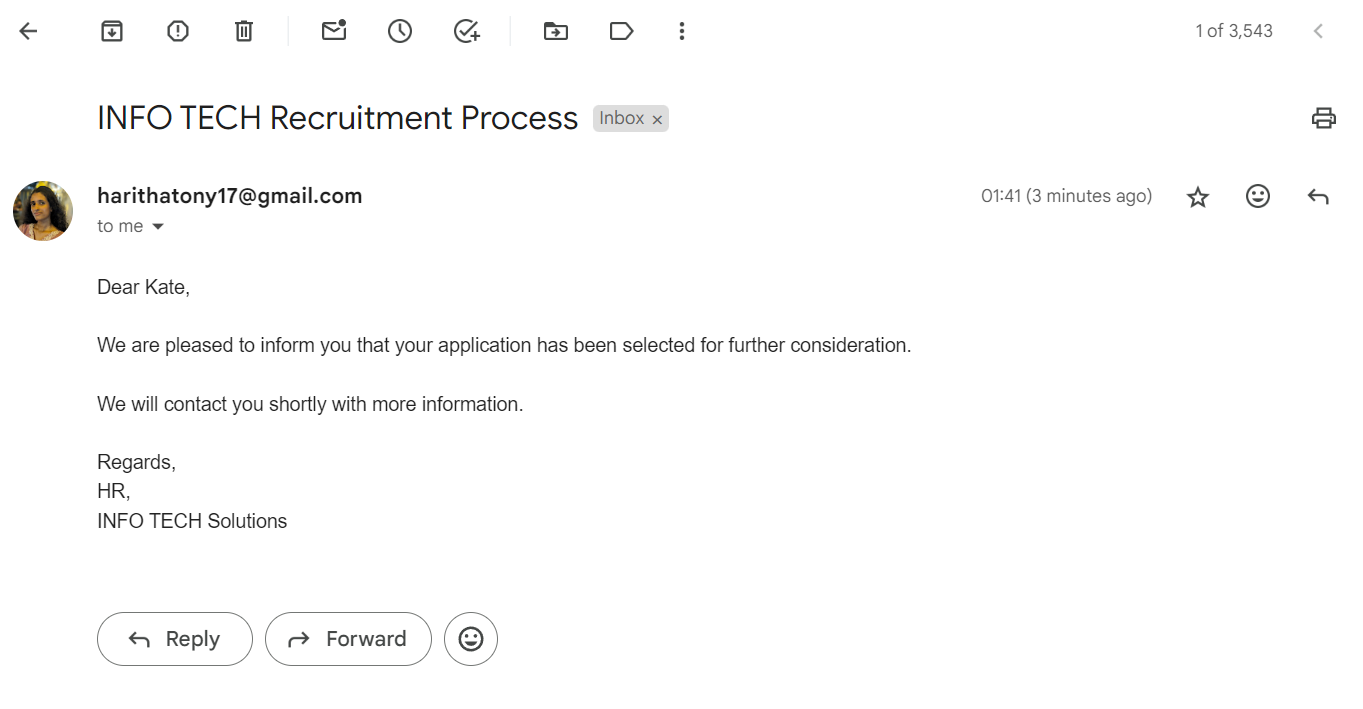 1 of 3,543
INFO TECH Recruitment Process Inbox ×
harithatony17@gmail.com 01:41 (3 minutes ago)
to me
Dear Kate,
We are pleased to inform you that your application has been selected for further consideration.
We will contact you shortly with more information.
Regards,
HR,
INFO TECH Solutions
Reply Forward